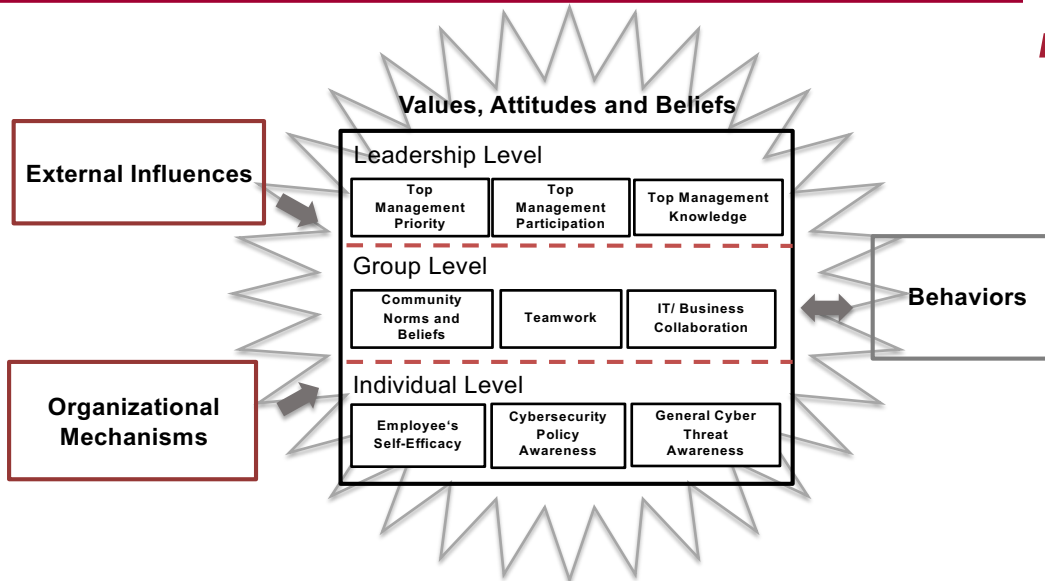 Values, Attitudes and Beliefs
External Influences
Leadership Level
Top
Management
Priority
Top
Management
Participation
Top Management
Knowledge
Group Level
Community
Norms and
Beliefs
Teamwork
IT/ Business
Collaboration
Behaviors
Organizational
Mechanisms
Individual Level
Employee‘s
Self-Efficacy
Cybersecurity
Policy
Awareness
General Cyber
Threat
Awareness